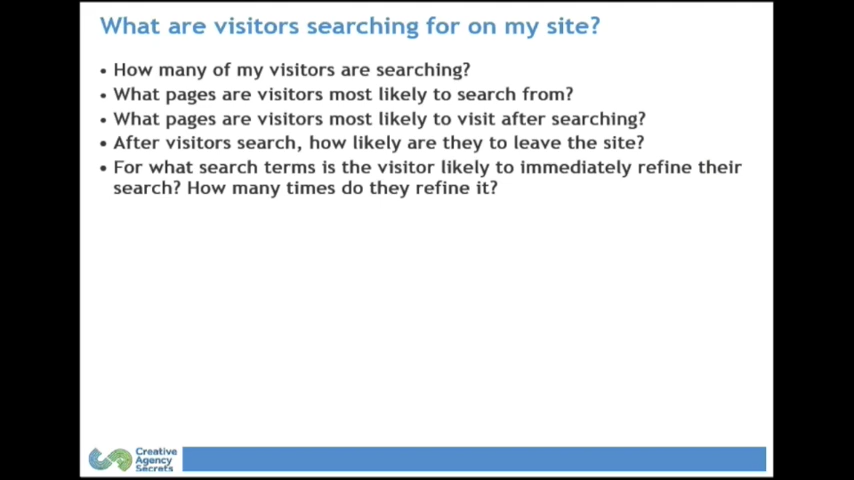 What are visitors searching for on my site?
• How many of my visitors are searching?
• What pages are visitors most likely to search from?
• What pages are visitors most likely to visit after searching?
• After visitors search, how likely are they to leave the site?
• For what search terms is the visitor likely to immediately refine their
search? How many times do they refine it?
Creative
Agency
Secrets